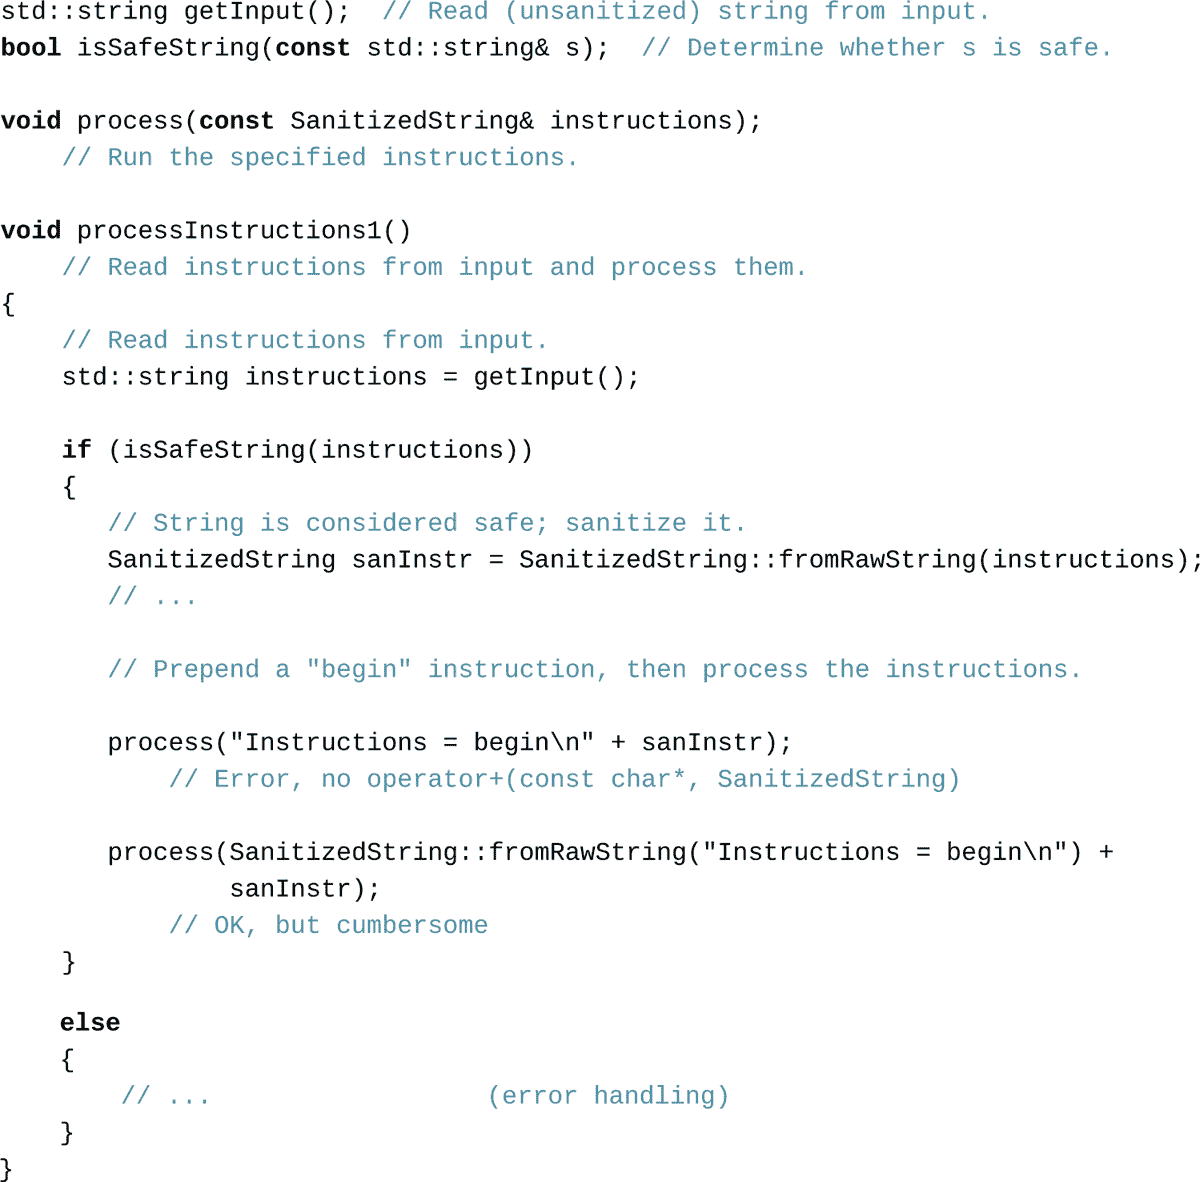 std::string getInput();  // Read (unsanitized) string from input.
bool isSafeString(const std::string& s);  // Determine whether s is safe.

void process(const SanitizedString& instructions);
    // Run the specified instructions.

void processInstructions1()
    // Read instructions from input and process them.
{
    // Read instructions from input.
    std::string instructions = getInput();

    if (isSafeString(instructions))
    {
       // String is considered safe; sanitize it.
       SanitizedString sanInstr = SanitizedString::fromRawString(instructions);
       // ...

       // Prepend a "begin" instruction, then process the instructions.

       process("Instructions = begin\n" + sanInstr);
           // Error, no operator+(const char*, SanitizedString)

       process(SanitizedString::fromRawString("Instructions = begin\n") +
               sanInstr);
           // OK, but cumbersome
    }

    else
    {
        // ...                  (error handling)
    }
}